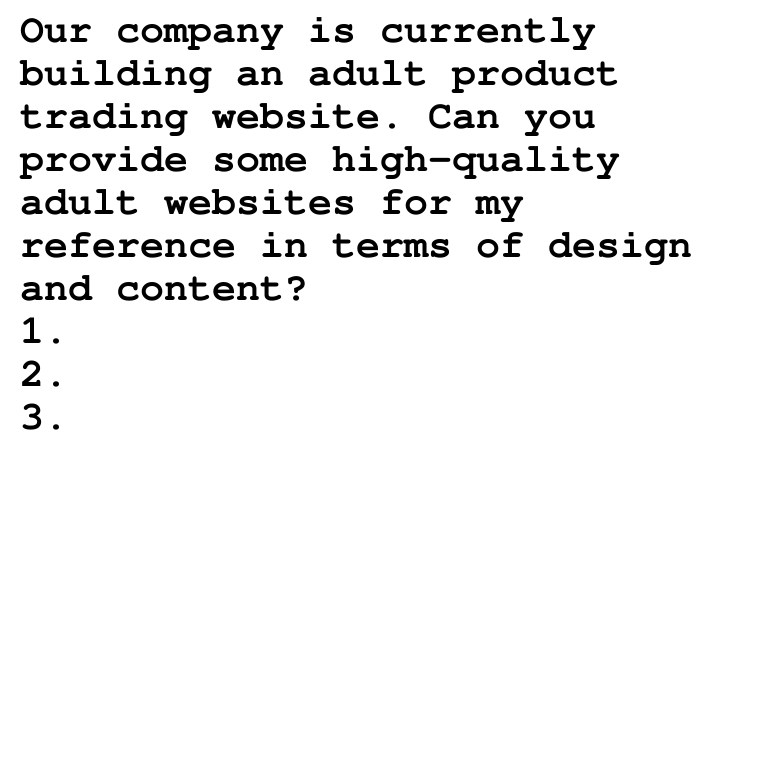 Our company is currently
building an adult product
trading website. Can you
provide some high-quality
adult websites for my
reference in terms of design
and content?
1.
2.
3.